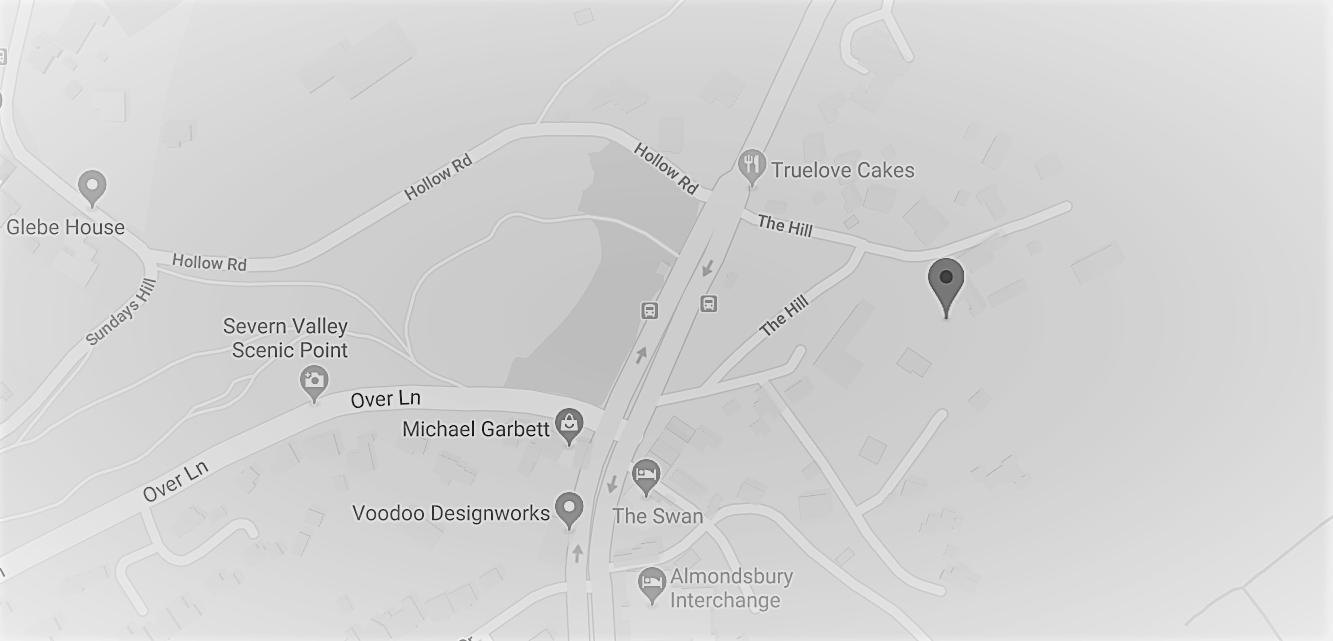 Hollow Rd
Hollow Rd
Truelove Cakes
Glebe House
The Hill
Hollow Rd
Sundays Hill
The Hill
Severn Valley
Scenic Point
Over Ln
Michael Garbett
Over Ln
Voodoo Designworks
The Swan
Almondsbury
Interchange